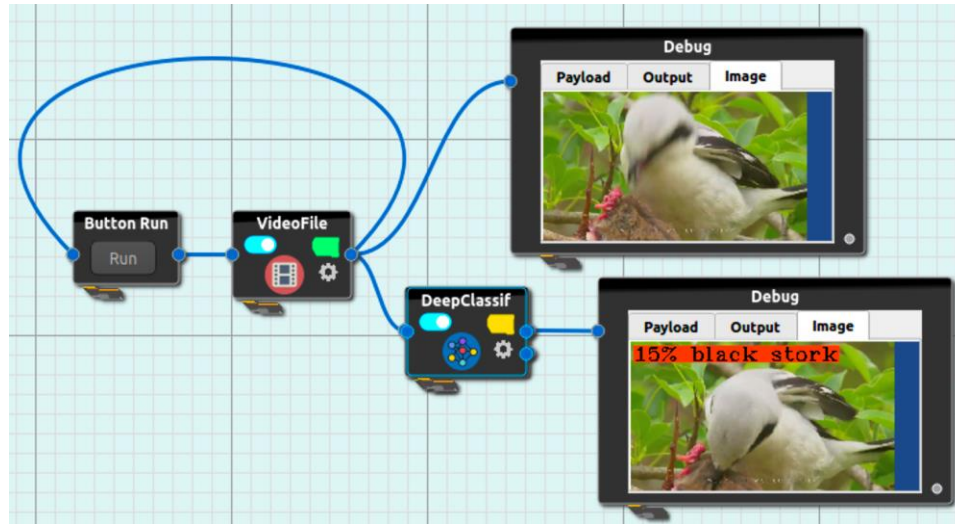 Debug
Payload Output Image
Button Run
Run
VideoFile
DeepClassif
Debug
Payload Output Image
15% black stork